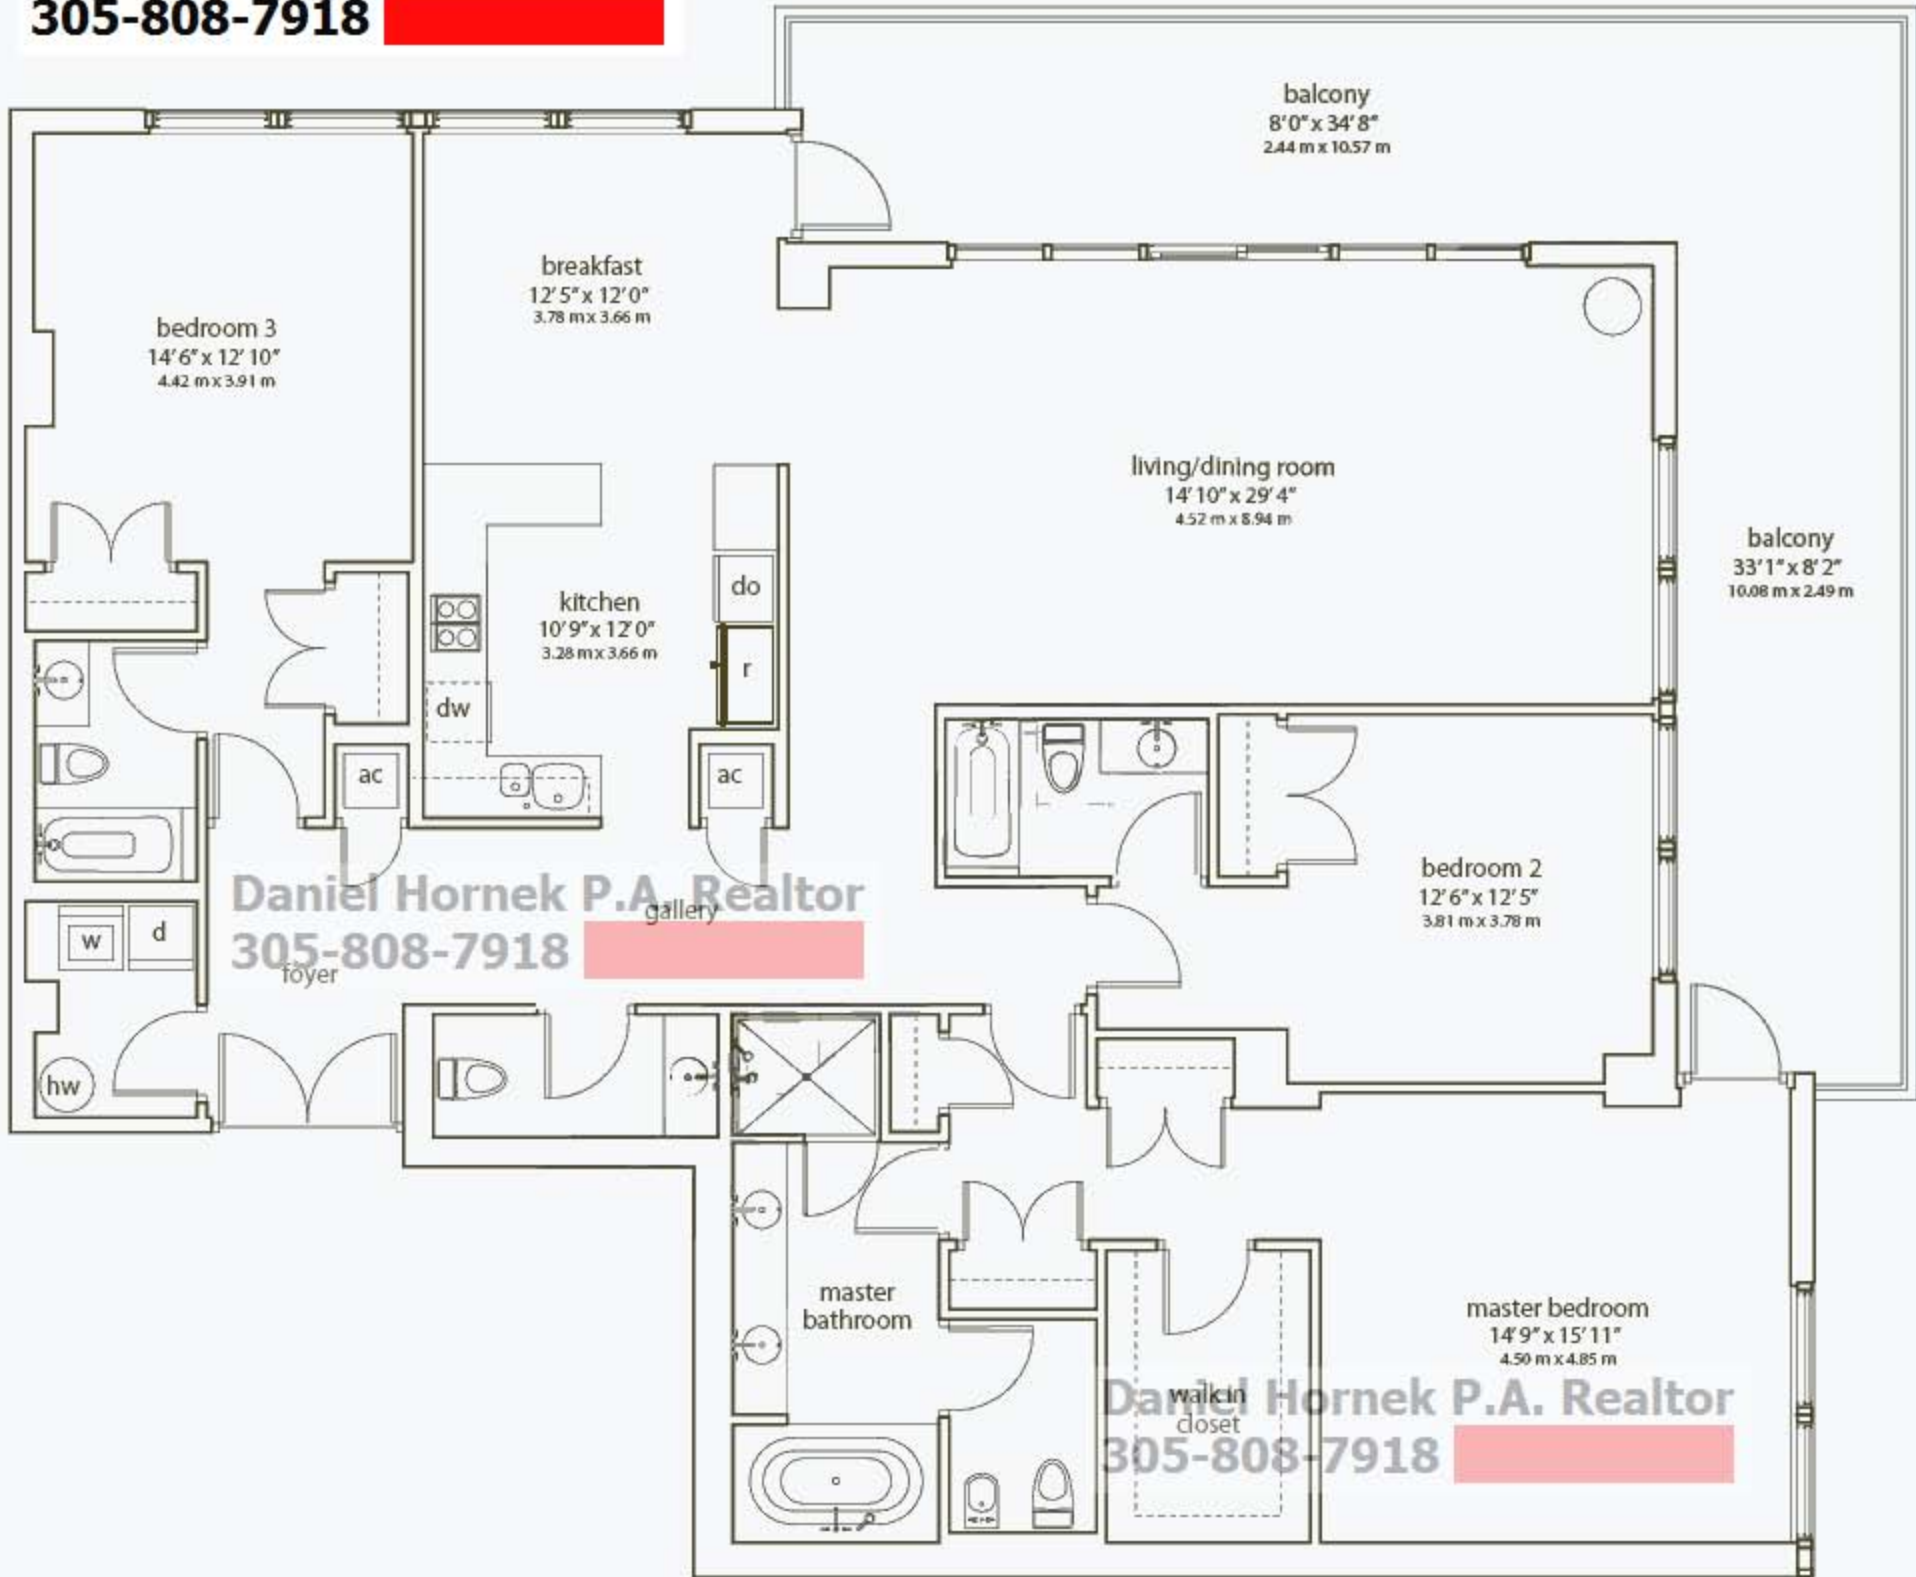 305-808-7918
balcony
8'0" x 34'8"
2.44 m x 10.57 m
breakfast
12'5" x 12'0"
3.78 m x 3.66 m
bedroom 3
14'6" x 12'10"
4.42 m x 3.91 m
living/dining room
14'10" x 29'4"
4.52 m x 8.94 m
balcony
33'1" x 8'2"
10.08 m x 2.49 m
kitchen
10'9" x 12'0"
3.28 m x 3.66 m
do
r
dw
ac
ac
bedroom 2
12'6" x 12'5"
3.81 m x 3.78 m
Daniel Hornek P.A. Realtor
305-808-7918
gallery
foyer
w
d
hw
master
bathroom
master bedroom
14'9" x 15'11"
4.50 m x 4.85 m
walk in
closet
Daniel Hornek P.A. Realtor
305-808-7918